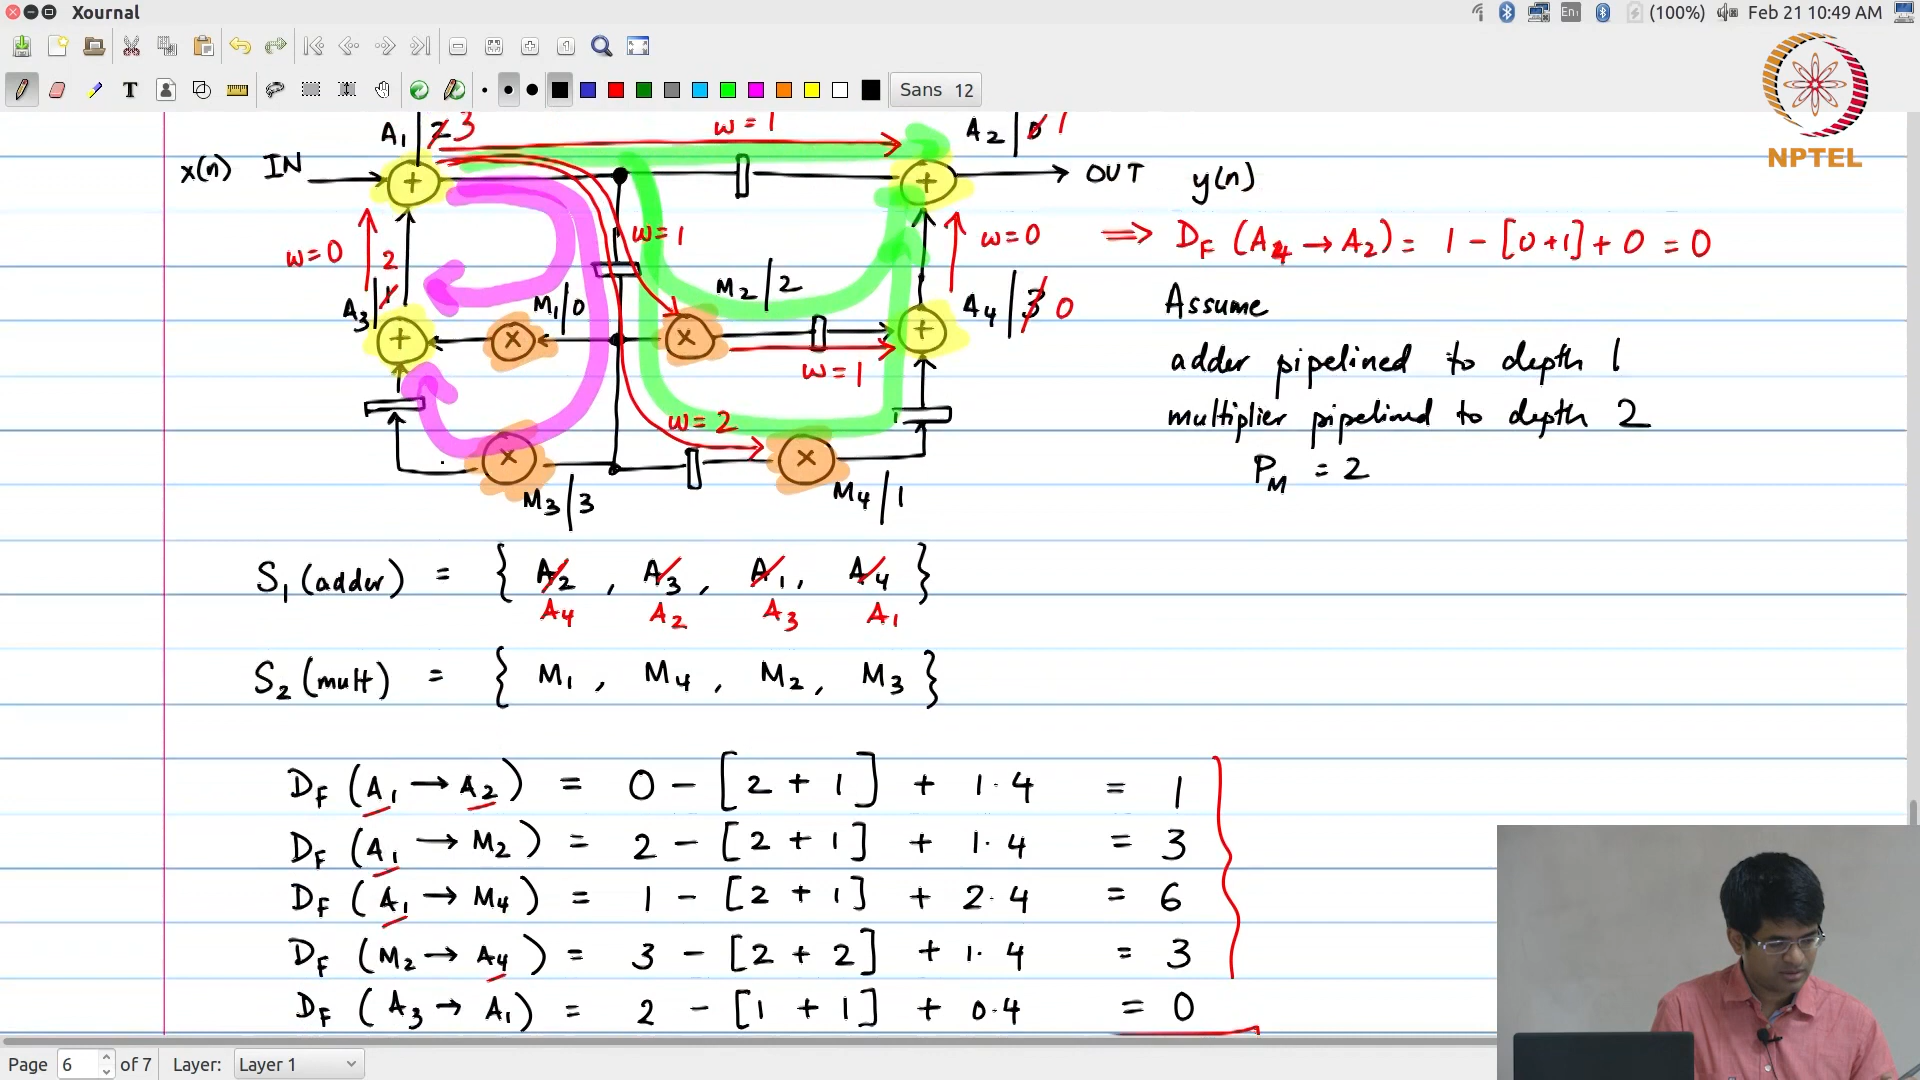 Xournal
(100%) Feb 21 10:49 AM
En1
Sans 12
NPTEL
A1 | 2 3
w = 1
A2 | 0 1
x(n) IN
OUT y(n)
w = 0
2
w = 1
w = 0
⇒ DF (A4 → A2) = 1 - [0+1] + 0 = 0
A3 | 1
M1 | 0
M2 | 2
A4 | 3 0
Assume
w = 1
adder pipelined to depth 1
w = 2
multiplier pipelined to depth 2
PM = 2
M3 | 3
M4 | 1
S1 (adder) = { A2 , A3 , A1 , A4 }
A4 A2 A3 A1
S2 (mult) = { M1 , M4 , M2 , M3 }
DF (A1 → A2) = 0 - [2 + 1] + 1·4 = 1
DF (A1 → M2) = 2 - [2 + 1] + 1·4 = 3
DF (A1 → M4) = 1 - [2 + 1] + 2·4 = 6
DF (M2 → A4) = 3 - [2 + 2] + 1·4 = 3
DF (A3 → A1) = 2 - [1 + 1] + 0·4 = 0
Page 6 of 7 Layer: Layer 1